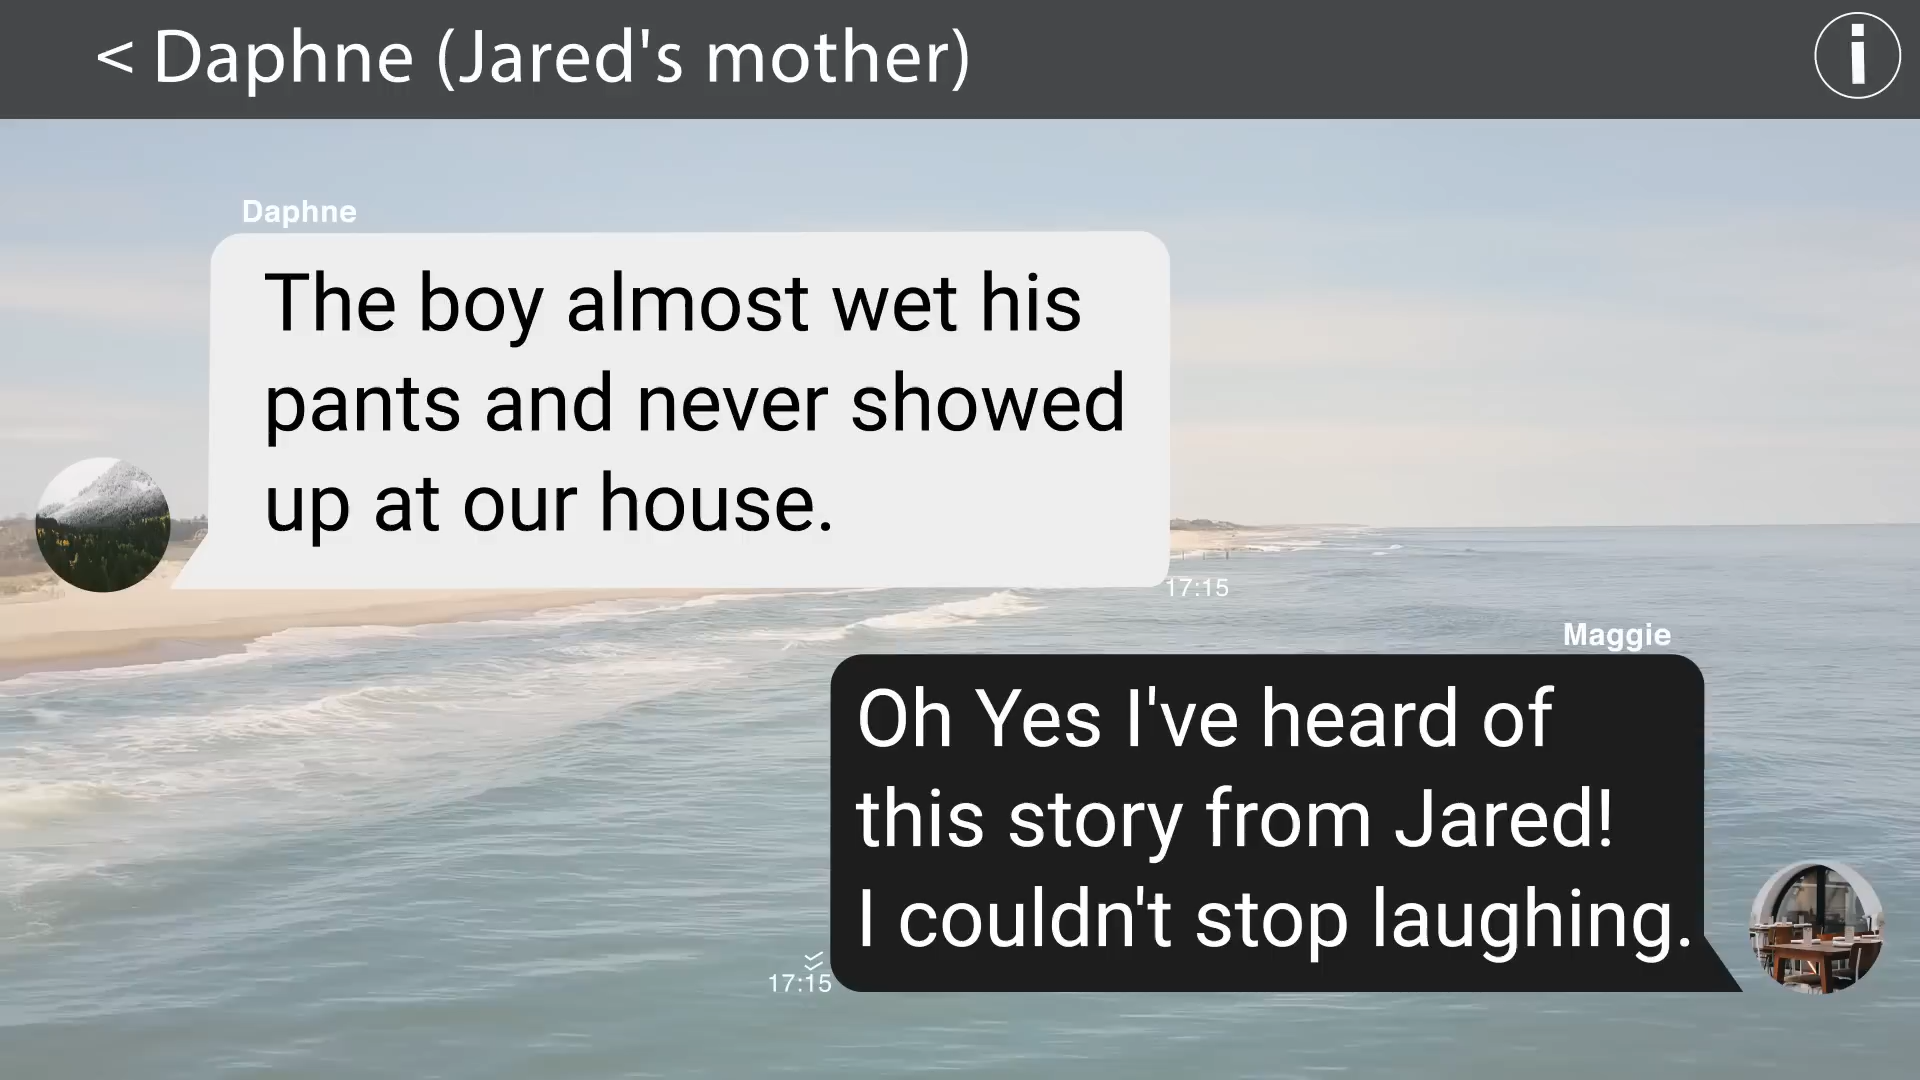 < Daphne (Jared's mother)
i
Daphne
The boy almost wet his
pants and never showed
up at our house.
17:15
Maggie
Oh Yes I've heard of
this story from Jared!
I couldn't stop laughing.
17:15